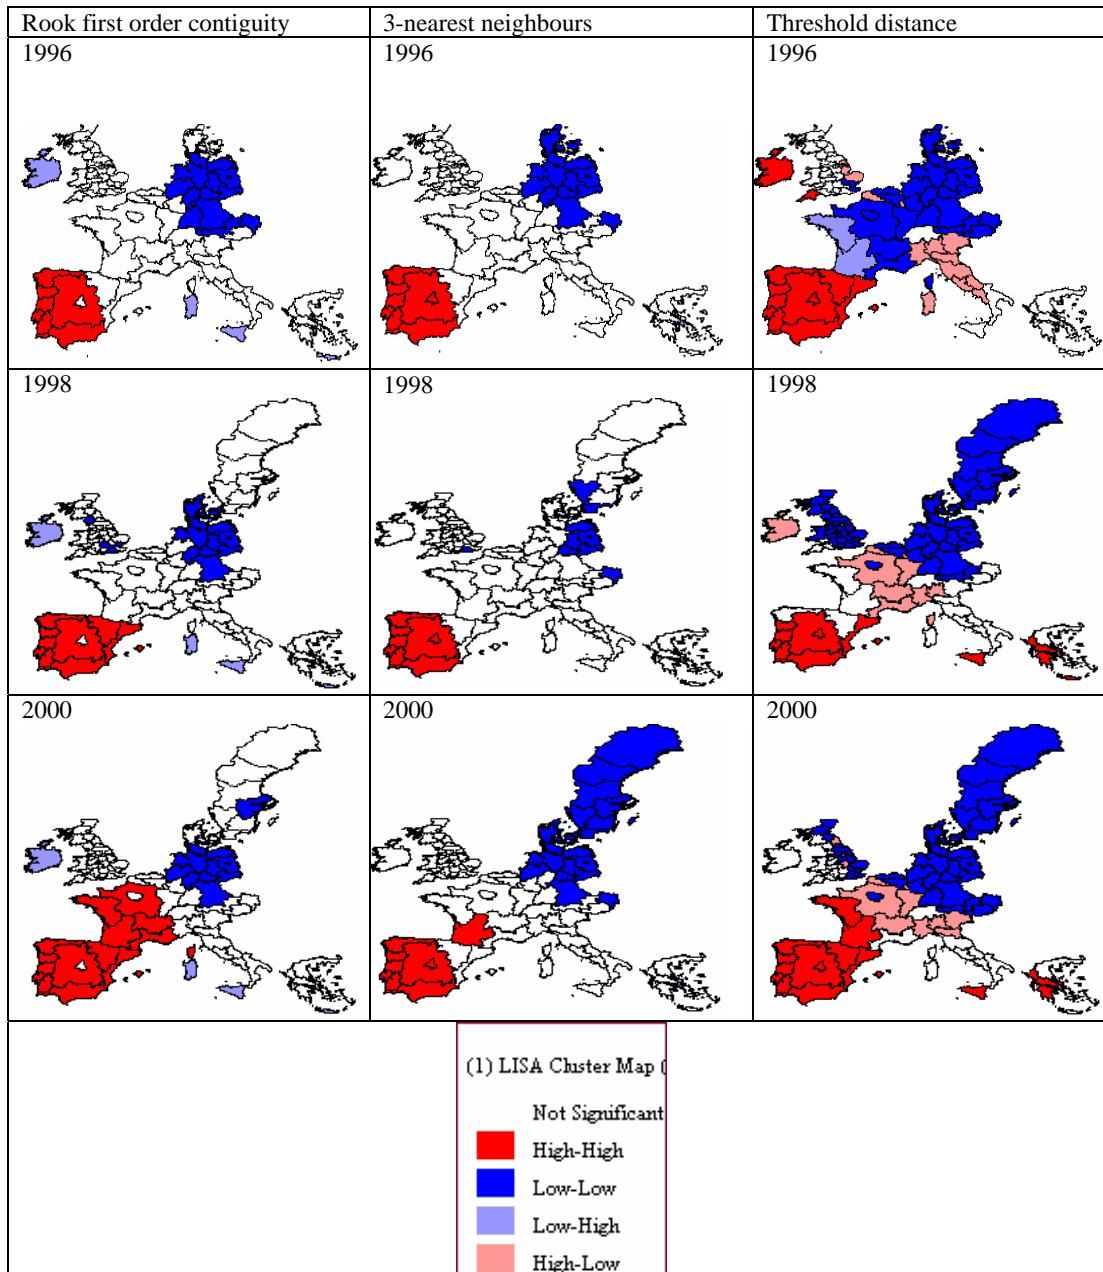 Rook first order contiguity 3-nearest neighbours Threshold distance
1996 1996 1996
1998 1998 1998
2000 2000 2000
(1) LISA Cluster Map (
Not Significant
High-High
Low-Low
Low-High
High-Low